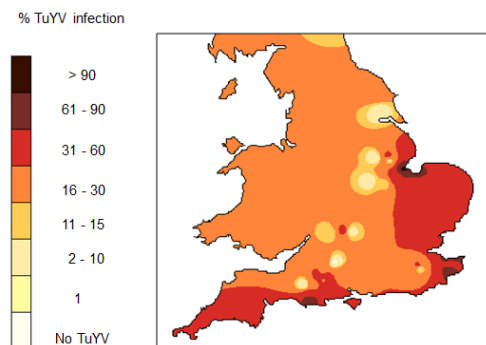 % TuYV infection
> 90
61 - 90
31 - 60
16 - 30
11 - 15
2 - 10
1
No TuYV